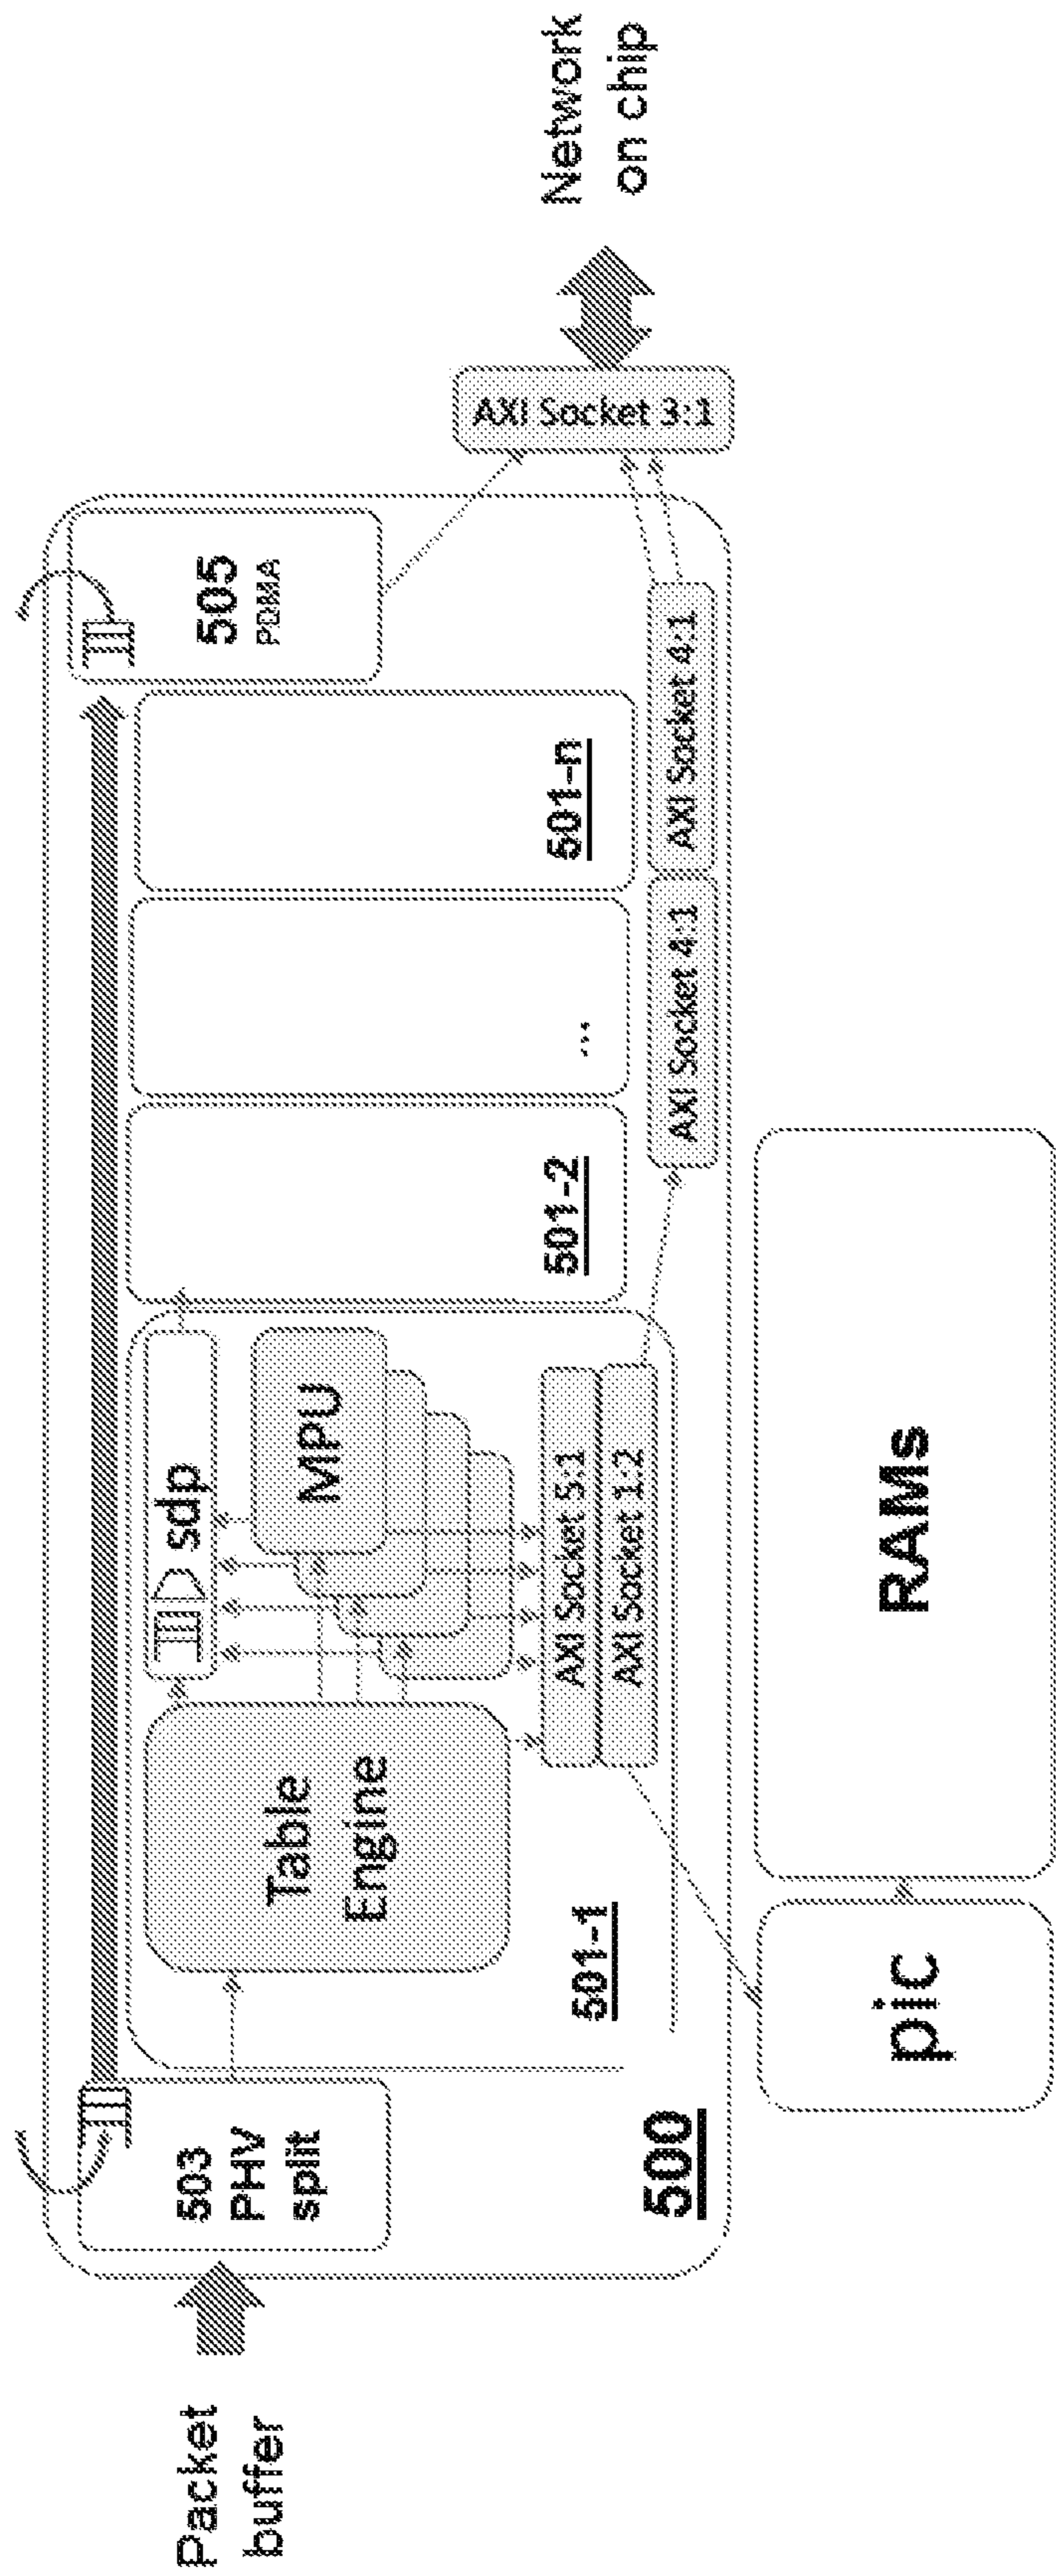 Packet
buffer
503
PHV
split
500
501-1
Table
Engine
sdp
MPU
AXI Socket 5:1
AXI Socket 1:2
501-2
...
501-n
505
PDMA
AXI Socket 4:1
AXI Socket 4:1
AXI Socket 3:1
Network
on chip
pic
RAMs